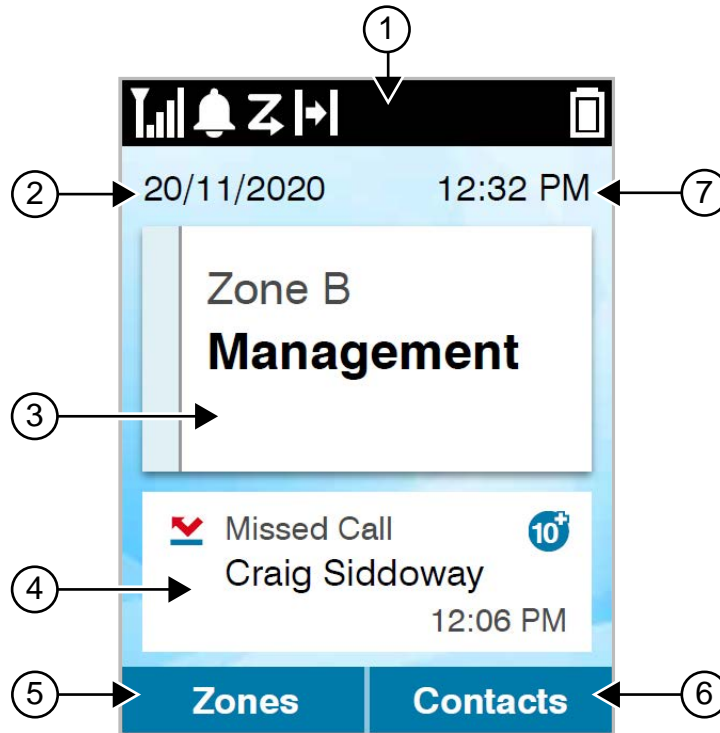 1
2
20/11/2020
12:32 PM
7
Zone B
Management
3
Missed Call
10+
Craig Siddoway
4
12:06 PM
5
Zones
Contacts
6